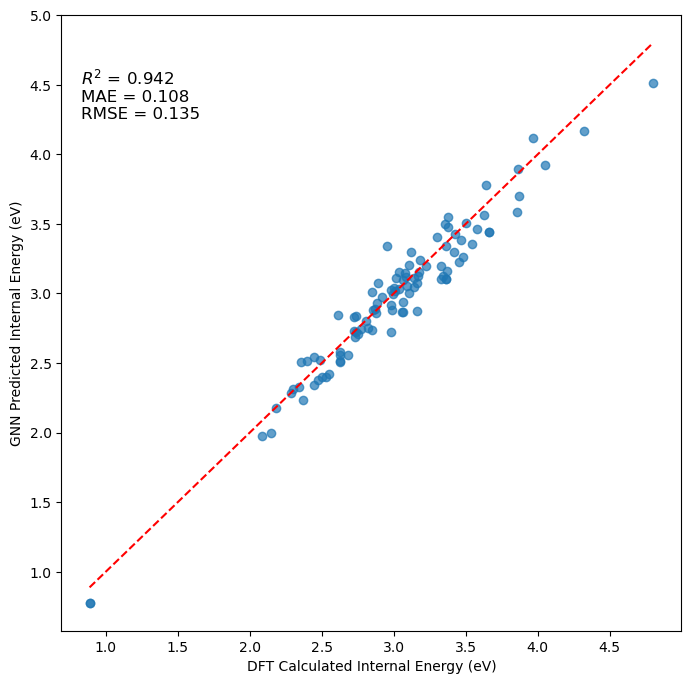 5.0
4.5
4.0
3.5
3.0
2.5
2.0
1.5
1.0
R² = 0.942
MAE = 0.108
RMSE = 0.135
GNN Predicted Internal Energy (eV)
1.0 1.5 2.0 2.5 3.0 3.5 4.0 4.5
DFT Calculated Internal Energy (eV)